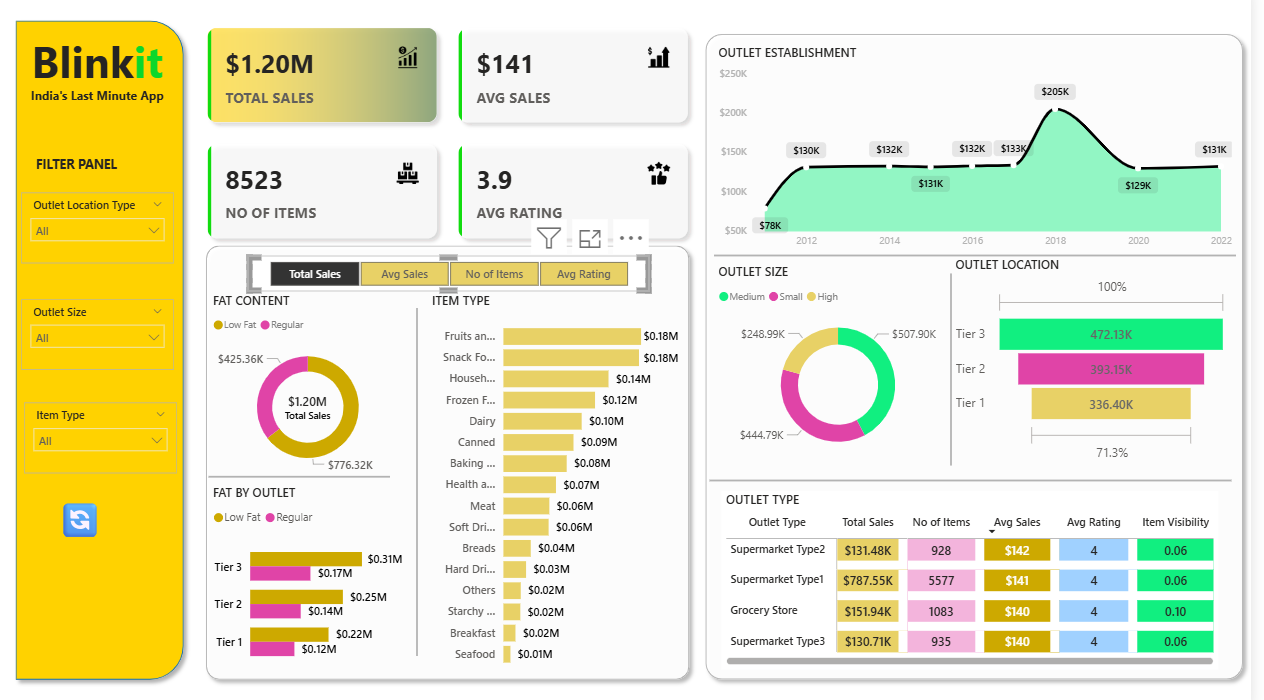 Blinkit
India's Last Minute App
FILTER PANEL
Outlet Location Type
All
Outlet Size
All
Item Type
All
$1.20M
TOTAL SALES
$141
AVG SALES
8523
NO OF ITEMS
3.9
AVG RATING
Total Sales Avg Sales No of Items Avg Rating
FAT CONTENT
Low Fat Regular
$425.36K
$1.20M
Total Sales
$776.32K
FAT BY OUTLET
Low Fat Regular
Tier 3 $0.31M
$0.17M
Tier 2 $0.25M
$0.14M
Tier 1 $0.22M
$0.12M
ITEM TYPE
Fruits an... $0.18M
Snack Fo... $0.18M
Househ... $0.14M
Frozen F... $0.12M
Dairy $0.10M
Canned $0.09M
Baking ... $0.08M
Health a... $0.07M
Meat $0.06M
Soft Dri... $0.06M
Breads $0.04M
Hard Dri... $0.03M
Others $0.02M
Starchy ... $0.02M
Breakfast $0.02M
Seafood $0.01M
OUTLET ESTABLISHMENT
$250K
$200K
$150K
$100K
$50K
$78K
$130K
$132K
$131K
$132K
$133K
$205K
$129K
$131K
2012 2014 2016 2018 2020 2022
OUTLET SIZE
Medium Small High
$248.99K
$507.90K
$444.79K
OUTLET LOCATION
100%
Tier 3 472.13K
Tier 2 393.15K
Tier 1 336.40K
71.3%
OUTLET TYPE
Outlet Type Total Sales No of Items Avg Sales Avg Rating Item Visibility
Supermarket Type2 $131.48K 928 $142 4 0.06
Supermarket Type1 $787.55K 5577 $141 4 0.06
Grocery Store $151.94K 1083 $140 4 0.10
Supermarket Type3 $130.71K 935 $140 4 0.06